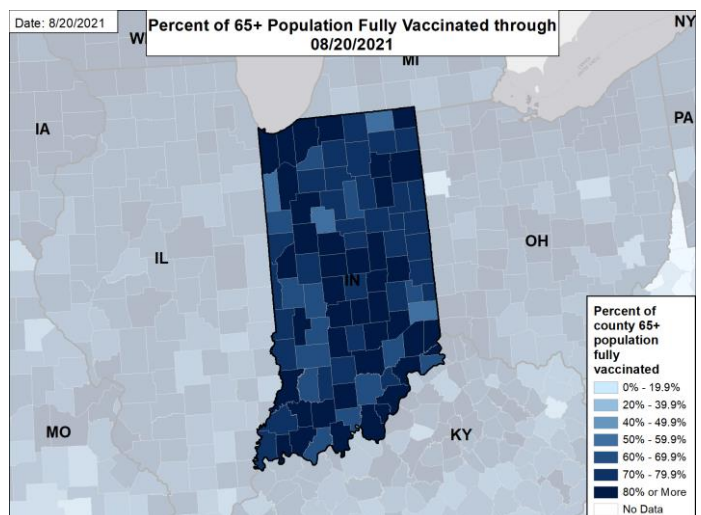 Date: 8/20/2021
Percent of 65+ Population Fully Vaccinated through
08/20/2021
WI
MI
NY
IA
PA
IL
IN
OH
MO
KY
Percent of
county 65+
population
fully
vaccinated
0% - 19.9%
20% - 39.9%
40% - 49.9%
50% - 59.9%
60% - 69.9%
70% - 79.9%
80% or More
No Data